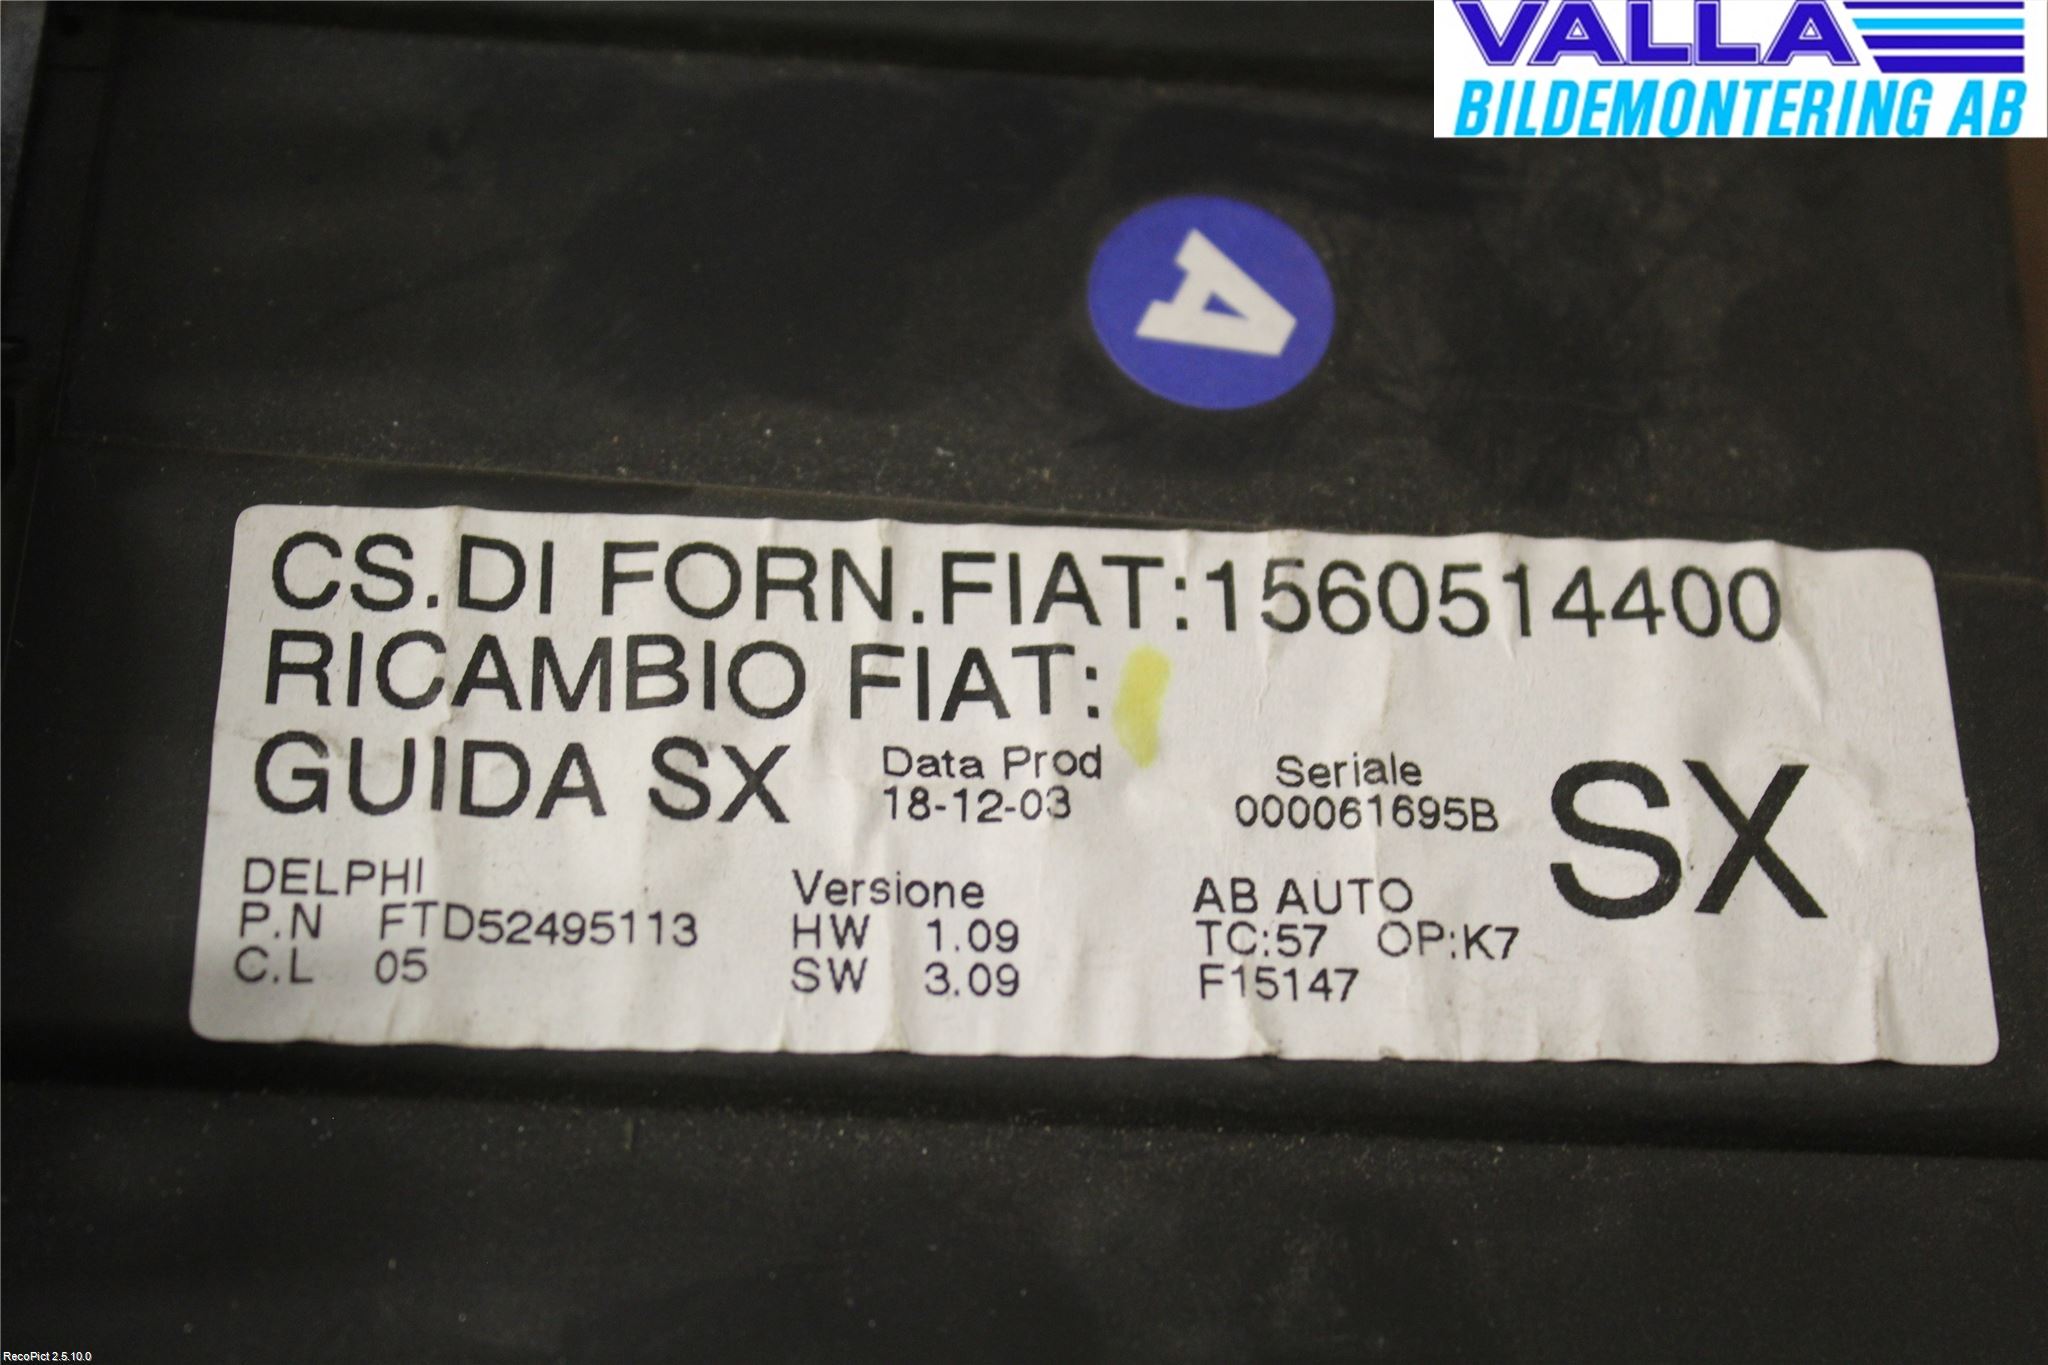 VALLA
BILDEMONTERING AB
A
CS.DI FORN.FIAT:1560514400
RICAMBIO FIAT:
GUIDA SX
Data Prod
18-12-03
Seriale
000061695B
SX
DELPHI
P.N FTD52495113
C.L 05
Versione
HW 1.09
SW 3.09
AB AUTO
TC:57 OP:K7
F15147
RecoPict 2.5.10.0